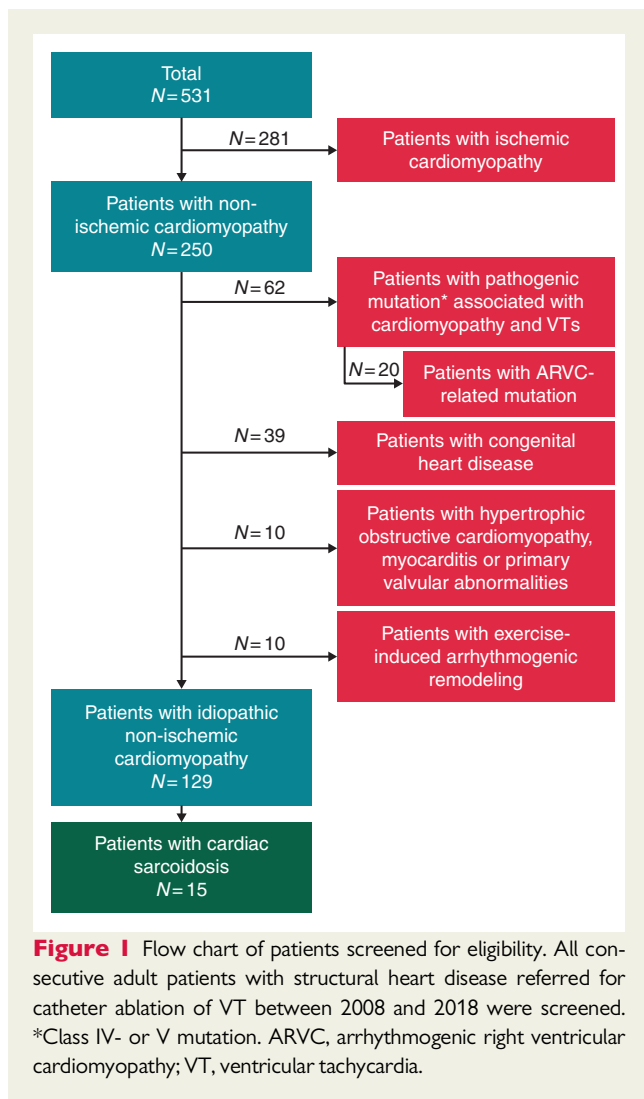 Total
N=531
N=281
Patients with ischemic
cardiomyopathy
Patients with non-
ischemic cardiomyopathy
N=250
N=62
Patients with pathogenic
mutation* associated with
cardiomyopathy and VTs
N=20
Patients with ARVC-
related mutation
N=39
Patients with congenital
heart disease
N=10
Patients with hypertrophic
obstructive cardiomyopathy,
myocarditis or primary
valvular abnormalities
N=10
Patients with exercise-
induced arrhythmogenic
remodeling
Patients with idiopathic
non-ischemic
cardiomyopathy
N=129
Patients with cardiac
sarcoidosis
N=15
Figure 1 Flow chart of patients screened for eligibility. All con-
secutive adult patients with structural heart disease referred for
catheter ablation of VT between 2008 and 2018 were screened.
*Class IV- or V mutation. ARVC, arrhythmogenic right ventricular
cardiomyopathy; VT, ventricular tachycardia.